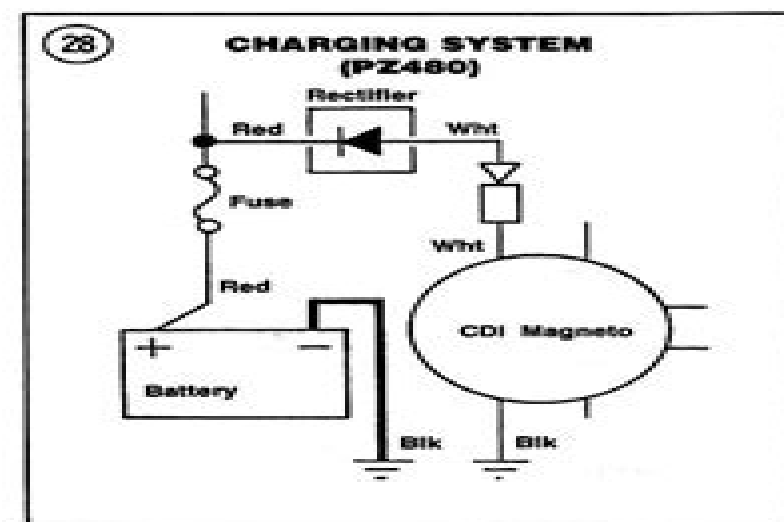 28
CHARGING SYSTEM
(PZ480)
Rectifier
Red
Wht
Fuse
Wht
Red
CDI Magneto
+
−
Battery
Blk
Blk